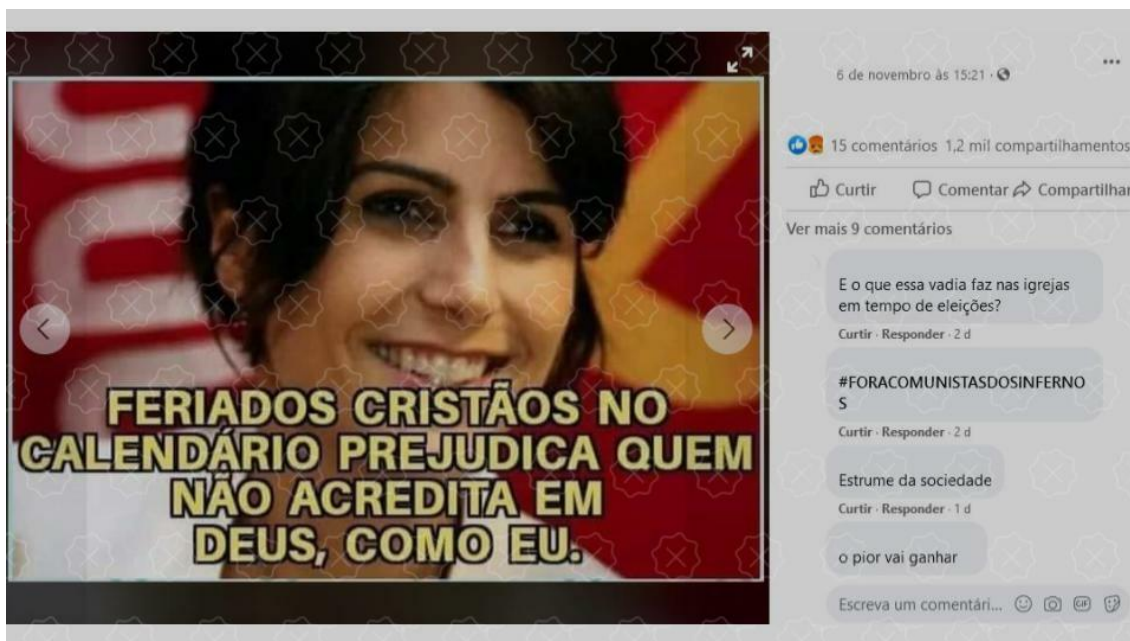 6 de novembro às 15:21
15 comentários 1,2 mil compartilhamentos
Curtir Comentar Compartilhar
Ver mais 9 comentários
E o que essa vadia faz nas igrejas
em tempo de eleições?
Curtir · Responder · 2 d
#FORACOMUNISTASDOSINFERNO
S
Curtir · Responder · 2 d
Estrume da sociedade
Curtir · Responder · 1 d
o pior vai ganhar
Escreva um comentári... GIF
FERIADOS CRISTÃOS NO
CALENDÁRIO PREJUDICA QUEM
NÃO ACREDITA EM
DEUS, COMO EU.